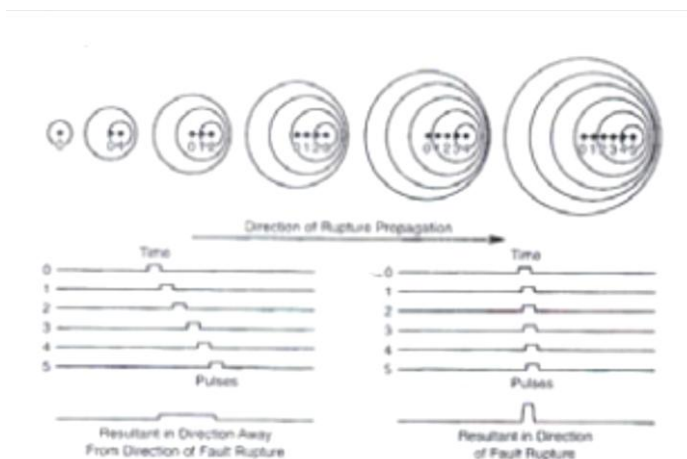 0
0 1
0 1 2
0 1 2 3
0 1 2 3 4
0 1 2 3 4 5
Direction of Rupture Propagation
Time
0
1
2
3
4
5
Pulses
Resultant in Direction Away
From Direction of Fault Rupture
Time
0
1
2
3
4
5
Pulses
Resultant in Direction
of Fault Rupture